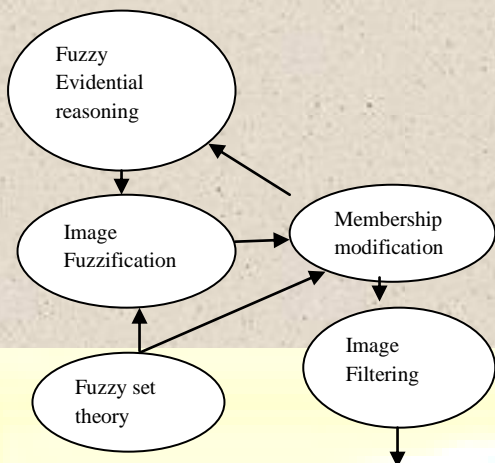 Fuzzy
Evidential
reasoning
Image
Fuzzification
Membership
modification
Image
Filtering
Fuzzy set
theory